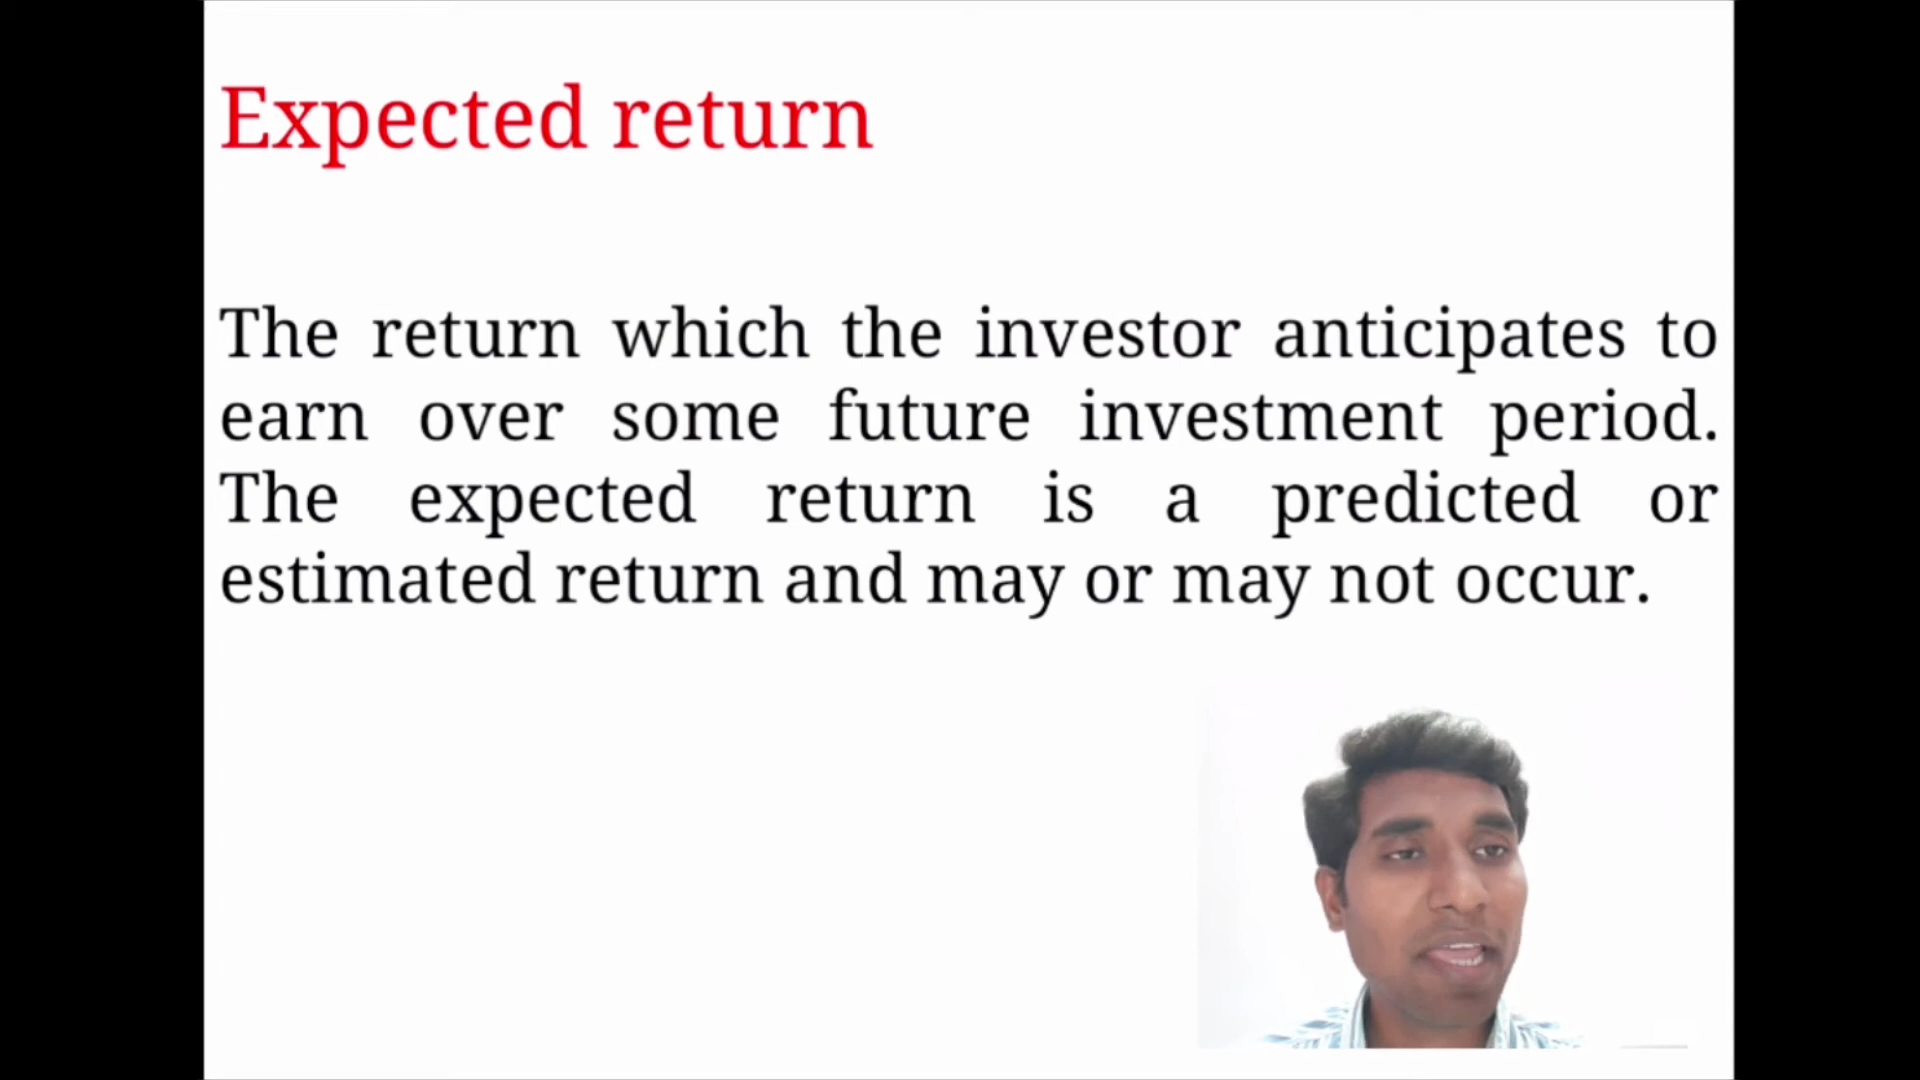 Expected return
The return which the investor anticipates to
earn over some future investment period.
The expected return is a predicted or
estimated return and may or may not occur.